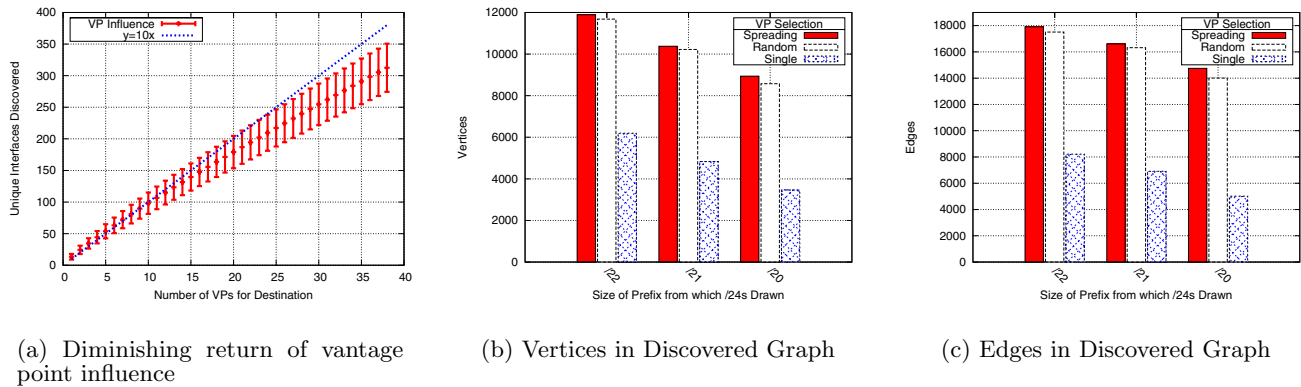 Unique Interfaces Discovered
400
350
300
250
200
150
100
50
0
VP Influence
y=10x
0 5 10 15 20 25 30 35 40
Number of VPs for Destination
(a) Diminishing return of vantage
point influence
Vertices
12000
10000
8000
6000
4000
2000
0
VP Selection
Spreading
Random
Single
/22 /21 /20
Size of Prefix from which /24s Drawn
(b) Vertices in Discovered Graph
Edges
18000
16000
14000
12000
10000
8000
6000
4000
2000
0
VP Selection
Spreading
Random
Single
/22 /21 /20
Size of Prefix from which /24s Drawn
(c) Edges in Discovered Graph